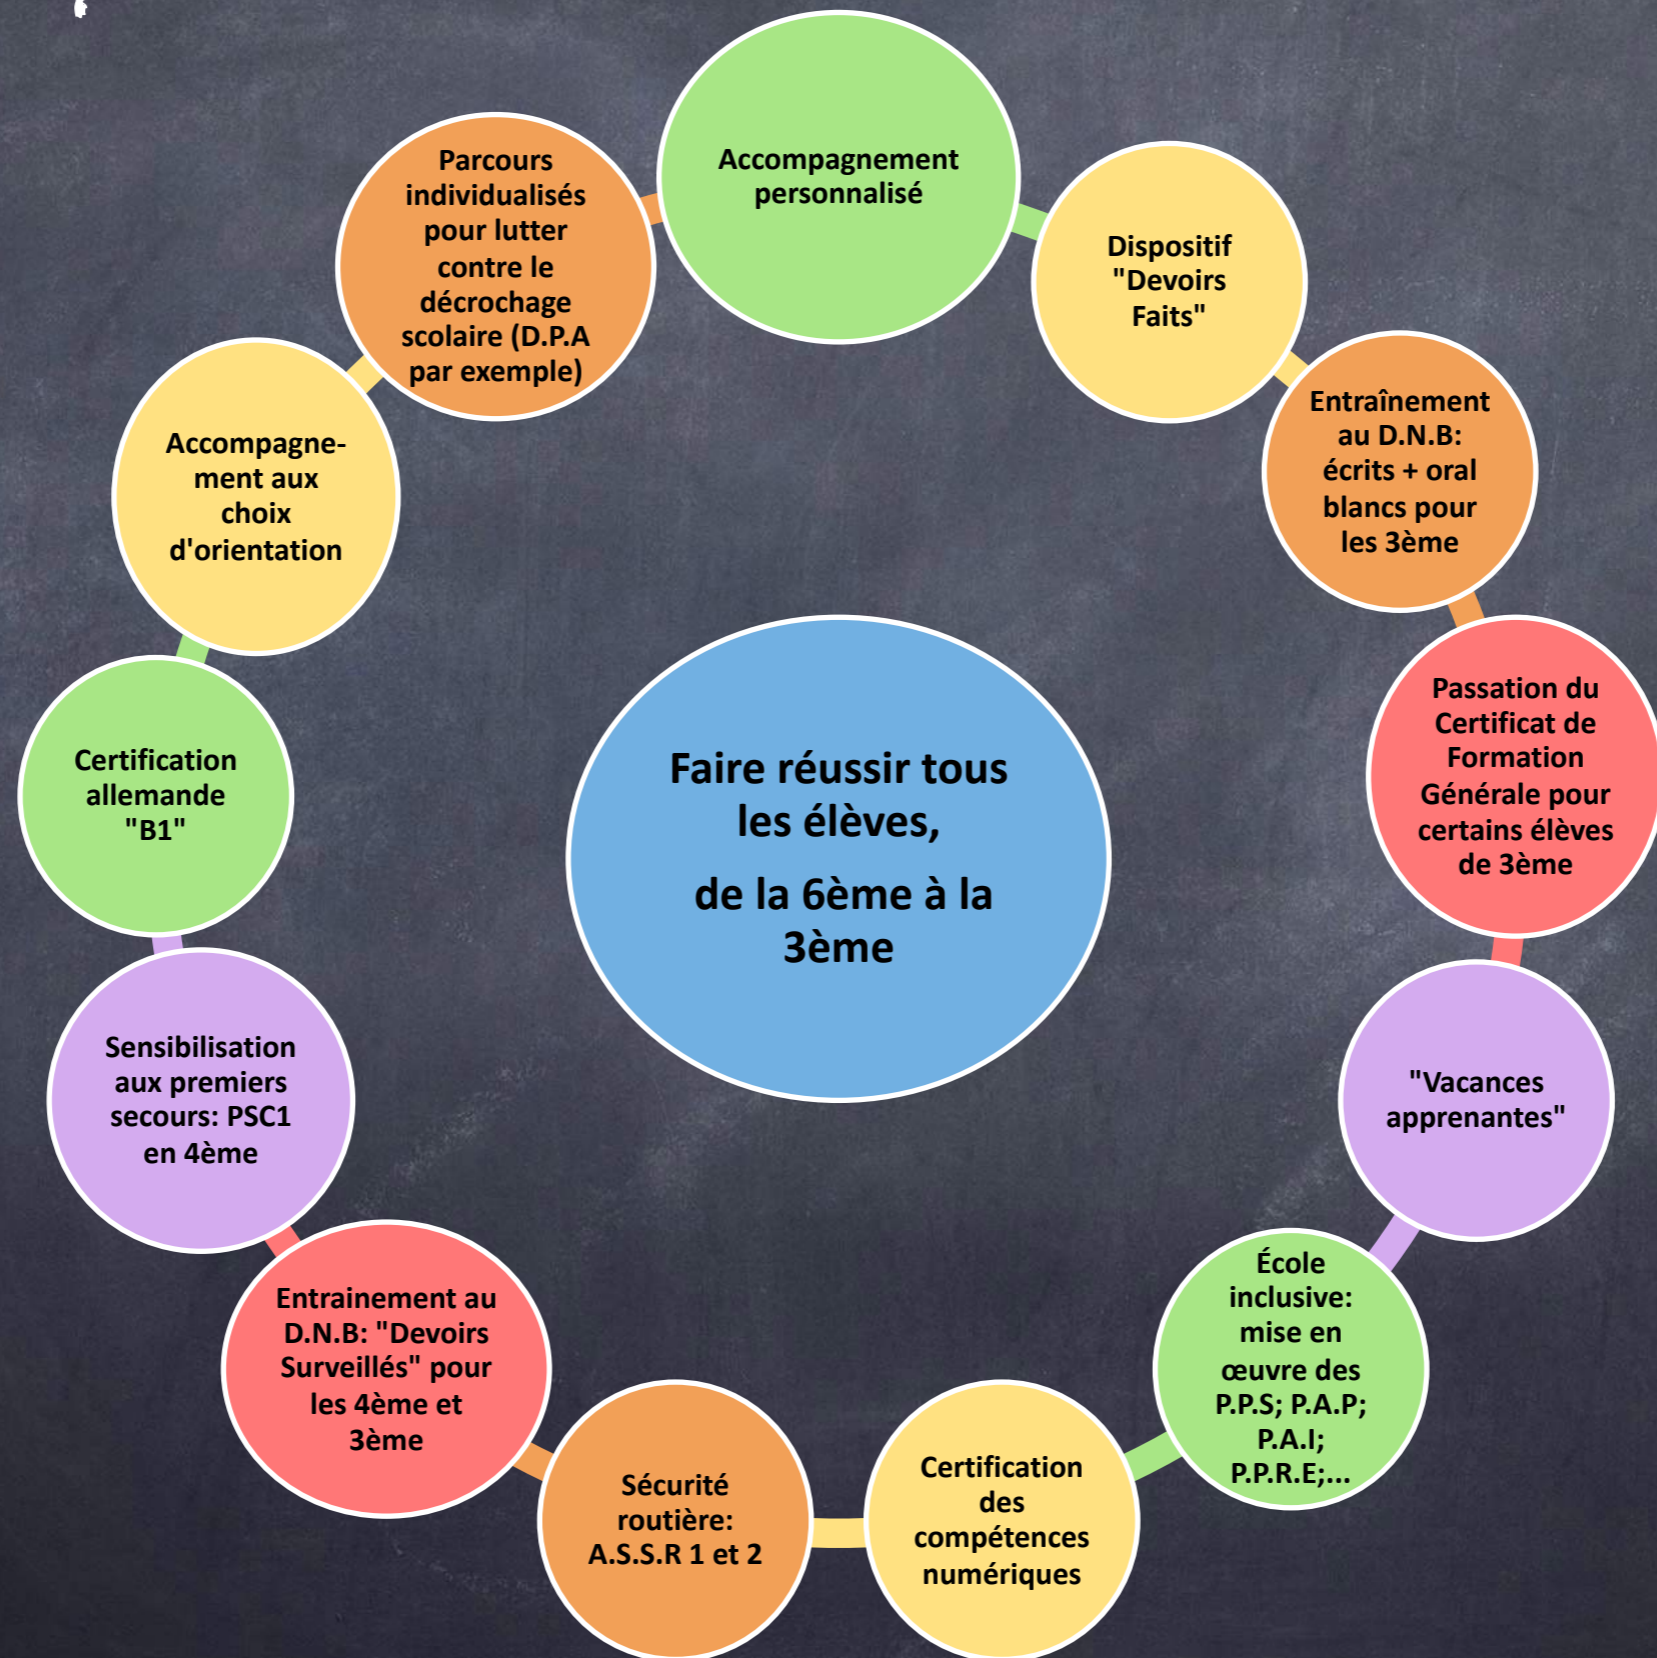 Accompagnement
personnalisé
Dispositif
"Devoirs
Faits"
Entraînement
au D.N.B:
écrits + oral
blancs pour
les 3ème
Passation du
Certificat de
Formation
Générale pour
certains élèves
de 3ème
"Vacances
apprenantes"
École
inclusive:
mise en
œuvre des
P.P.S; P.A.P;
P.A.I;
P.P.R.E;...
Certification
des
compétences
numériques
Sécurité
routière:
A.S.S.R 1 et 2
Entrainement au
D.N.B: "Devoirs
Surveillés" pour
les 4ème et
3ème
Sensibilisation
aux premiers
secours: PSC1
en 4ème
Certification
allemande
"B1"
Accompagne-
ment aux
choix
d'orientation
Parcours
individualisés
pour lutter
contre le
décrochage
scolaire (D.P.A
par exemple)
Faire réussir tous
les élèves,
de la 6ème à la
3ème